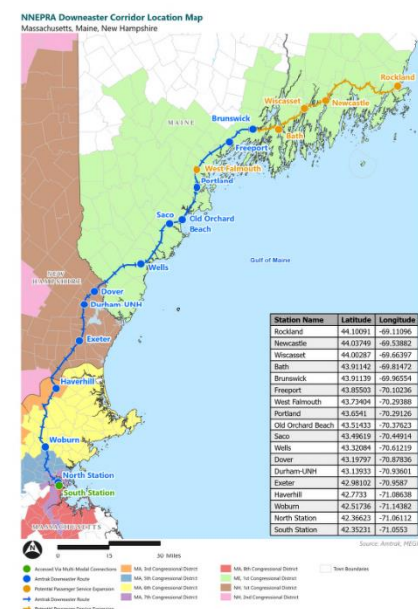 NNEPRA Downeaster Corridor Location Map
Massachusetts, Maine, New Hampshire
Rockland
Wiscasset
Newcastle
Brunswick
Bath
MAINE
Freeport
West Falmouth
Portland
Saco
Old Orchard
Beach
Gulf of Maine
Wells
NEW
HAMPSHIRE
Dover
Durham-UNH
Exeter
Haverhill
Woburn
North Station
South Station
MASSACHUSETTS
Station Name Latitude Longitude
Rockland 44.10091 -69.11096
Newcastle 44.03749 -69.53882
Wiscasset 44.00287 -69.66397
Bath 43.91142 -69.81472
Brunswick 43.91139 -69.96554
Freeport 43.85503 -70.10236
West Falmouth 43.73404 -70.29388
Portland 43.6541 -70.29126
Old Orchard Beach 43.51433 -70.37623
Saco 43.49619 -70.44914
Wells 43.32084 -70.61219
Dover 43.19797 -70.87836
Durham-UNH 43.13933 -70.93601
Exeter 42.98102 -70.9587
Haverhill 42.7733 -71.08638
Woburn 42.51736 -71.14382
North Station 42.36623 -71.06112
South Station 42.35231 -71.0553
Source: Amtrak, MEGIS
0 15 30 Miles
Accessed Via Multi-Modal Connections
Amtrak Downeaster Route
Potential Passenger Service Expansion
Amtrak Downeaster Route
Potential Passenger Service Expansion
MA, 3rd Congressional District
MA, 5th Congressional District
MA, 6th Congressional District
MA, 7th Congressional District
MA, 8th Congressional District
ME, 1st Congressional District
NH, 1st Congressional District
NH, 2nd Congressional District
Town Boundaries